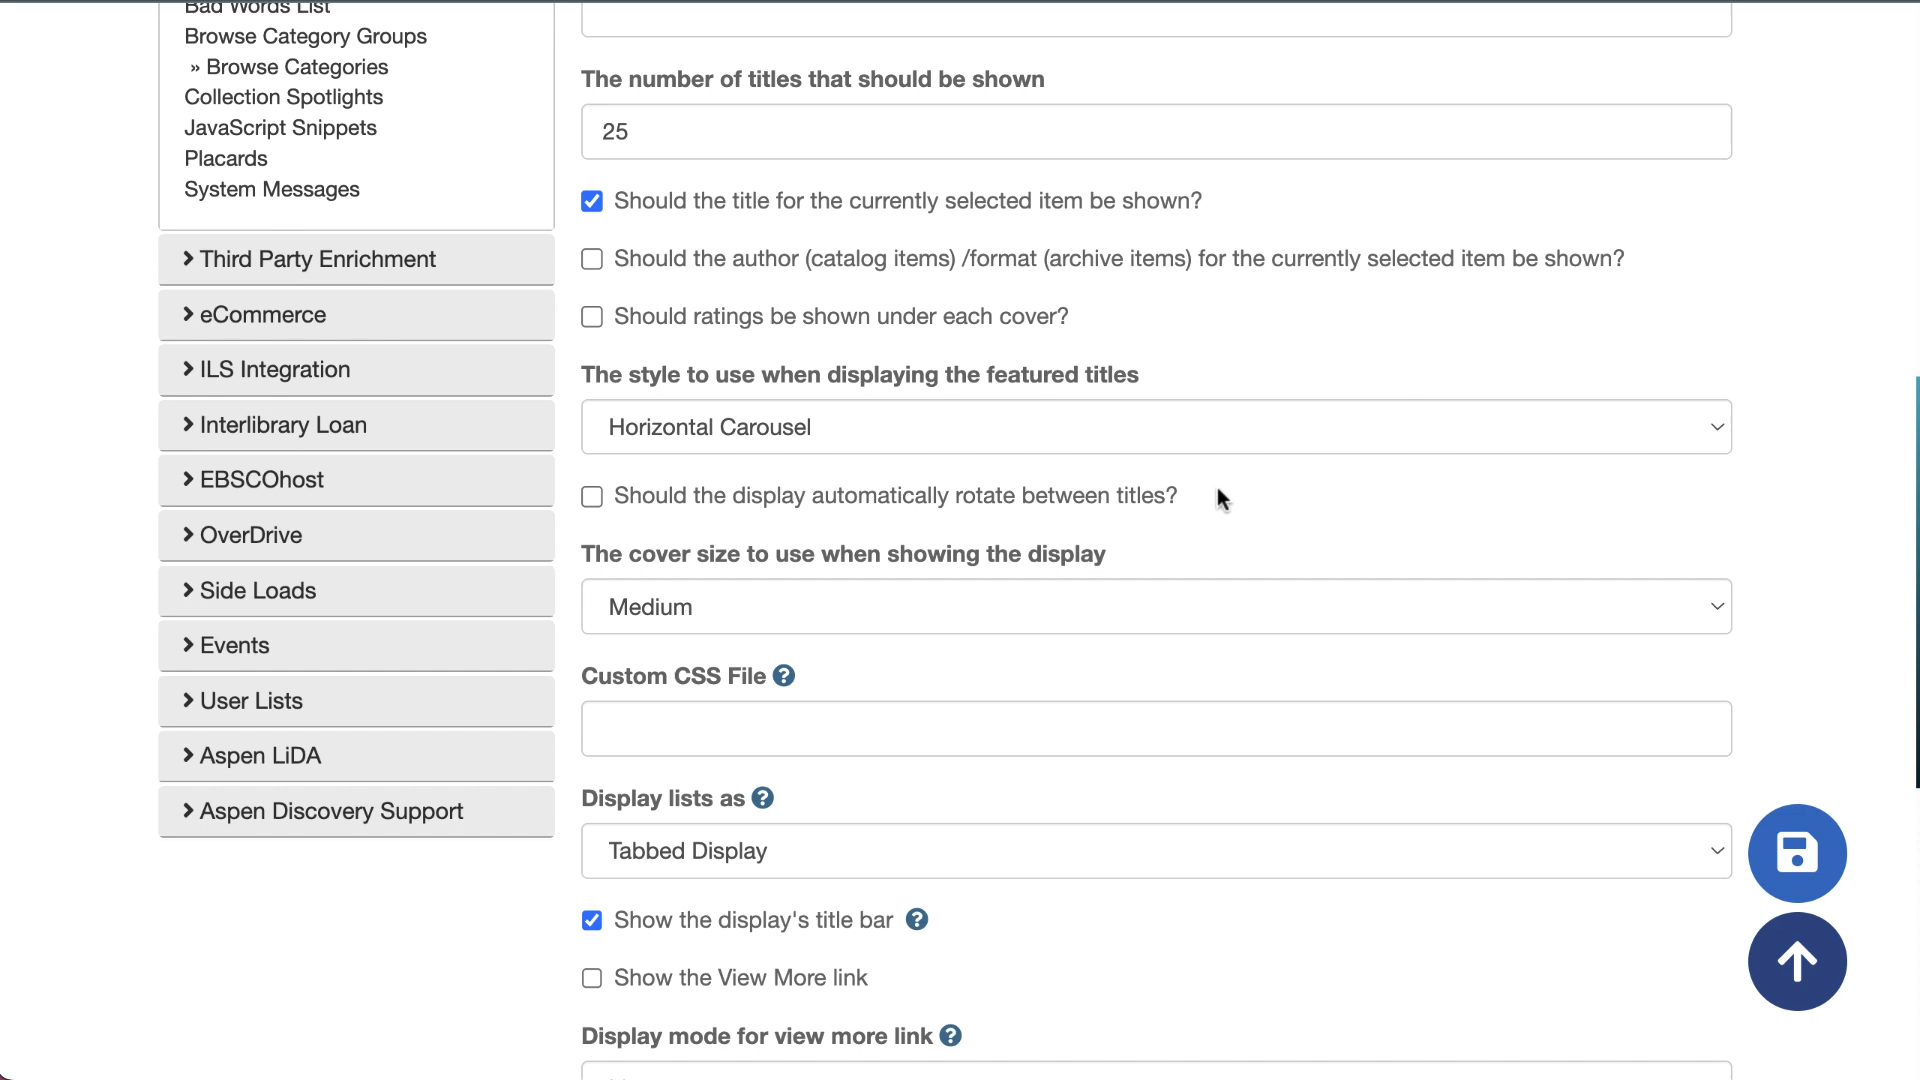 Bad Words List
Browse Category Groups
» Browse Categories
Collection Spotlights
JavaScript Snippets
Placards
System Messages
Third Party Enrichment
eCommerce
ILS Integration
Interlibrary Loan
EBSCOhost
OverDrive
Side Loads
Events
User Lists
Aspen LiDA
Aspen Discovery Support
The number of titles that should be shown
25
Should the title for the currently selected item be shown?
Should the author (catalog items) /format (archive items) for the currently selected item be shown?
Should ratings be shown under each cover?
The style to use when displaying the featured titles
Horizontal Carousel
Should the display automatically rotate between titles?
The cover size to use when showing the display
Medium
Custom CSS File
Display lists as
Tabbed Display
Show the display's title bar
Show the View More link
Display mode for view more link